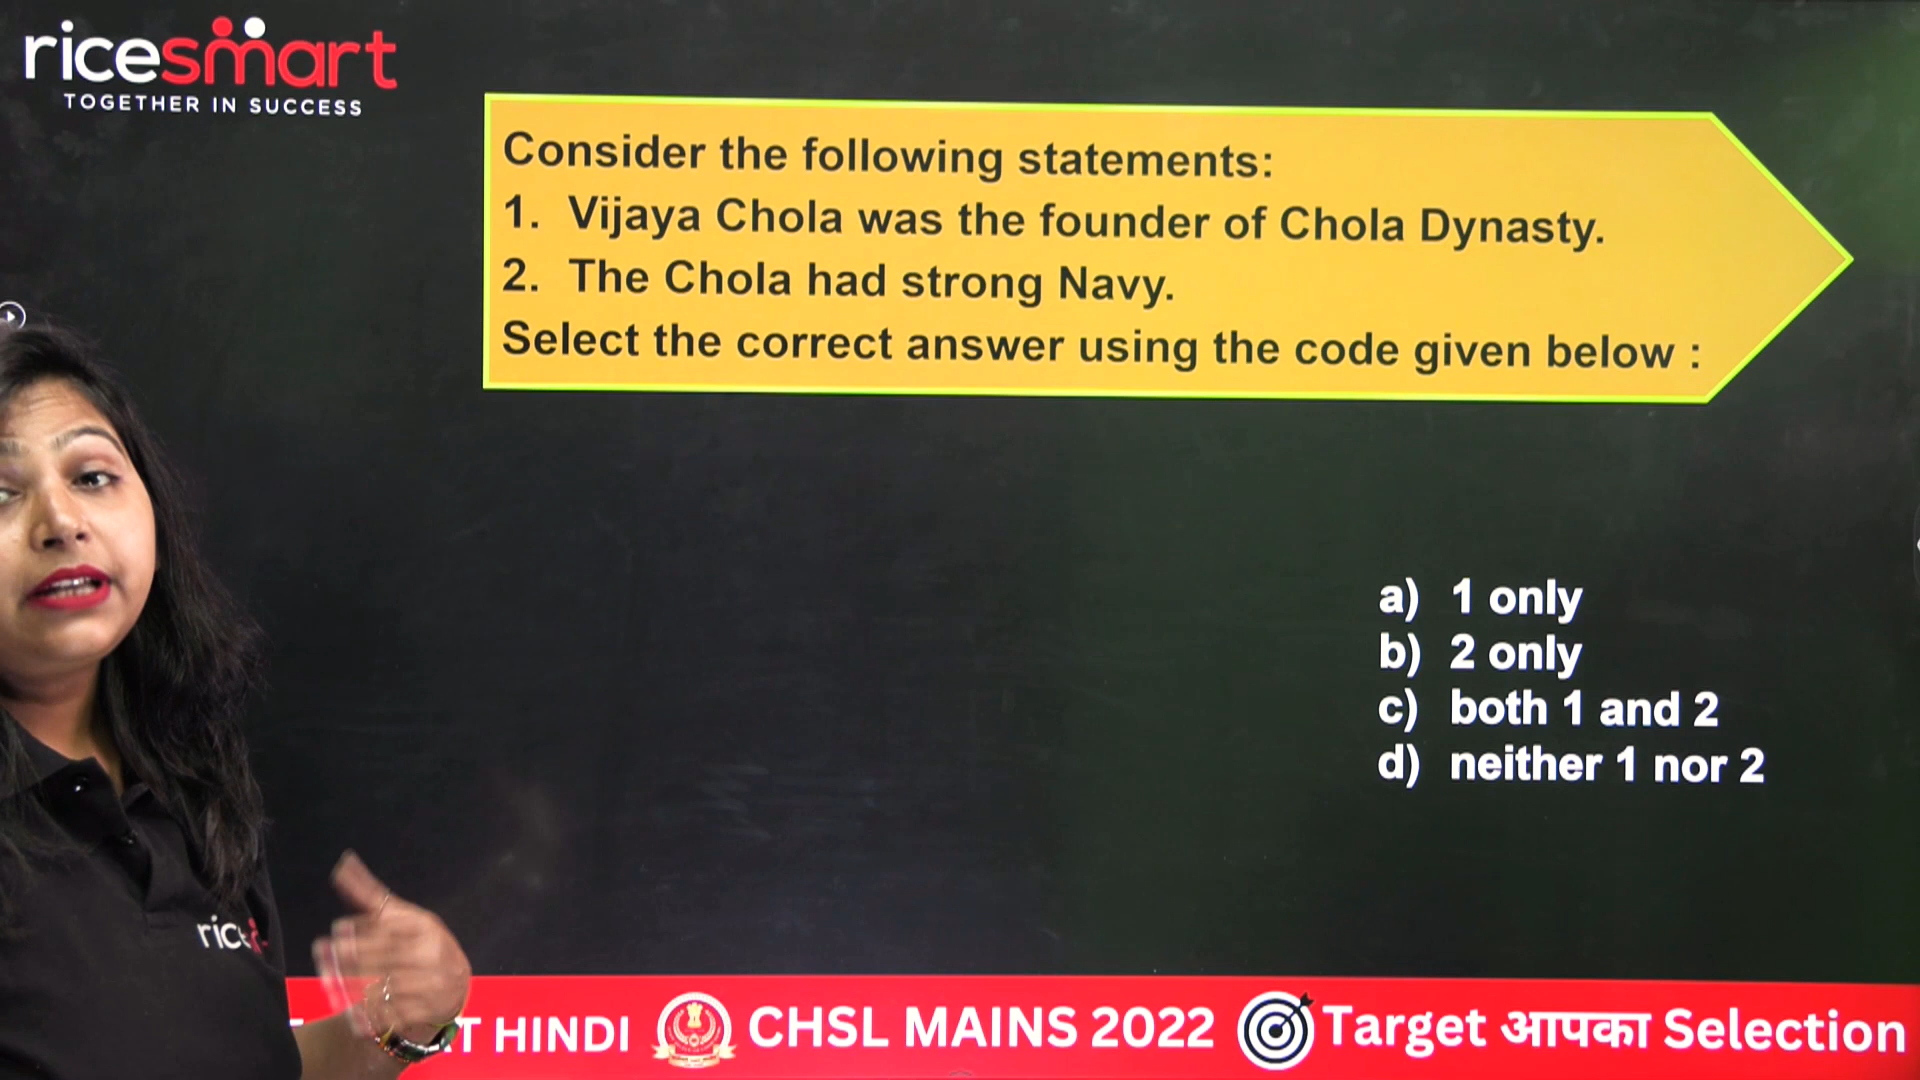 ricesmart
TOGETHER IN SUCCESS
Consider the following statements:
1. Vijaya Chola was the founder of Chola Dynasty.
2. The Chola had strong Navy.
Select the correct answer using the code given below :
a) 1 only
b) 2 only
c) both 1 and 2
d) neither 1 nor 2
HINDI CHSL MAINS 2022 Target आपका Selection